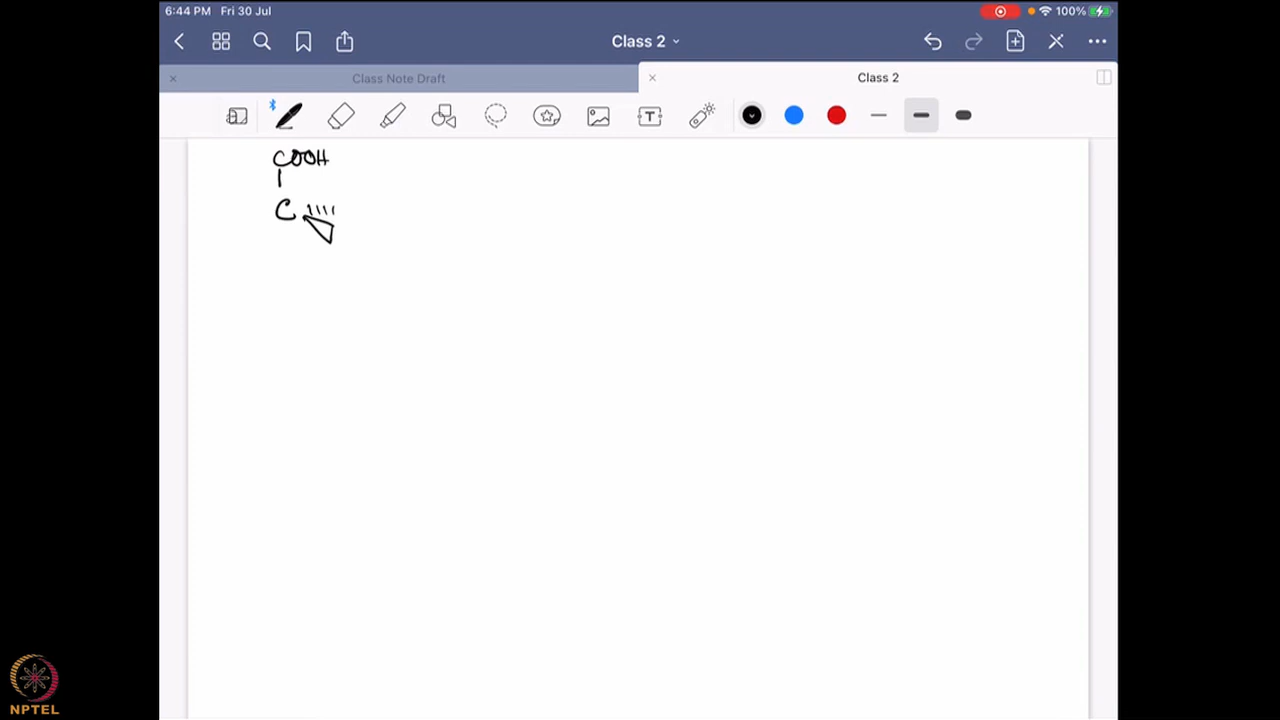 6:44 PM Fri 30 Jul 100%
Class 2
Class Note Draft
Class 2
T
COOH
C
NPTEL